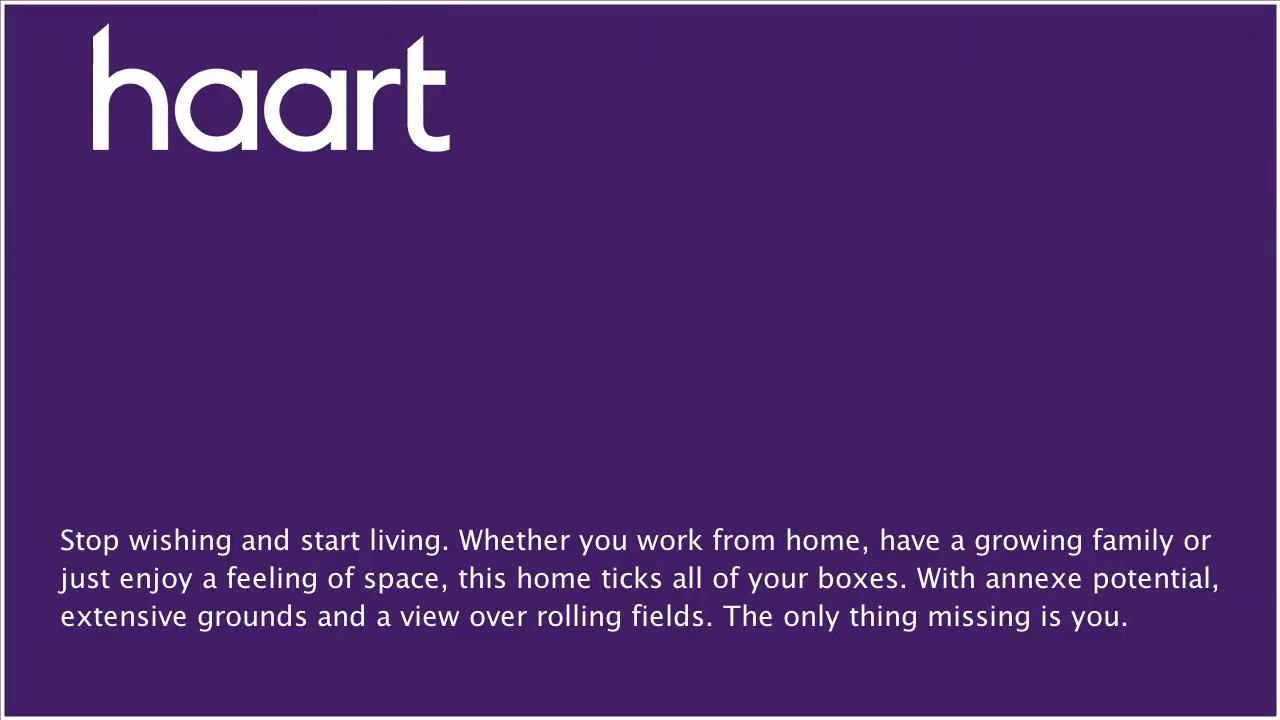 haart
Stop wishing and start living. Whether you work from home, have a growing family or
just enjoy a feeling of space, this home ticks all of your boxes. With annexe potential,
extensive grounds and a view over rolling fields. The only thing missing is you.